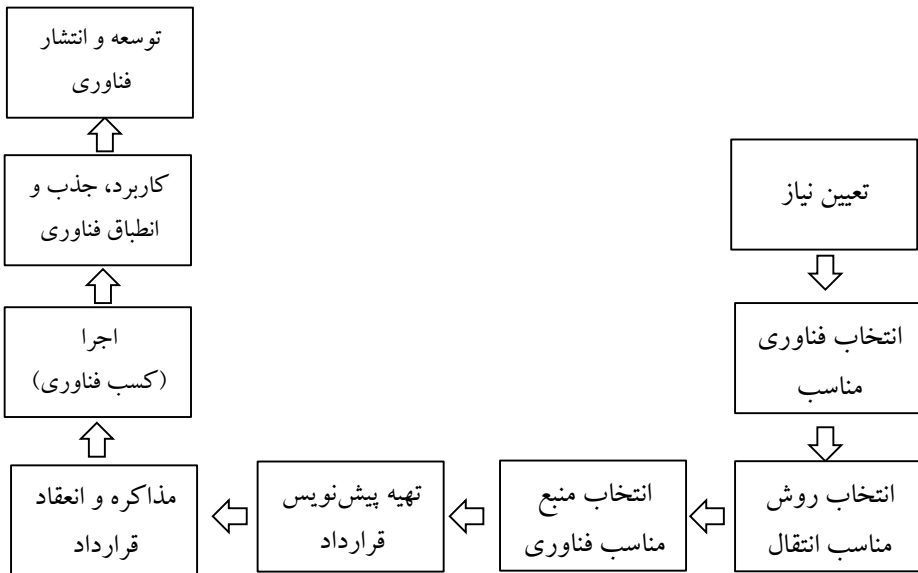 تعیین نیاز
انتخاب فناوری
مناسب
انتخاب روش
مناسب انتقال
انتخاب منبع
مناسب فناوری
تهیه پیش‌نویس
قرارداد
مذاکره و انعقاد
قرارداد
اجرا
(کسب فناوری)
کاربرد، جذب و
انطباق فناوری
توسعه و انتشار
فناوری